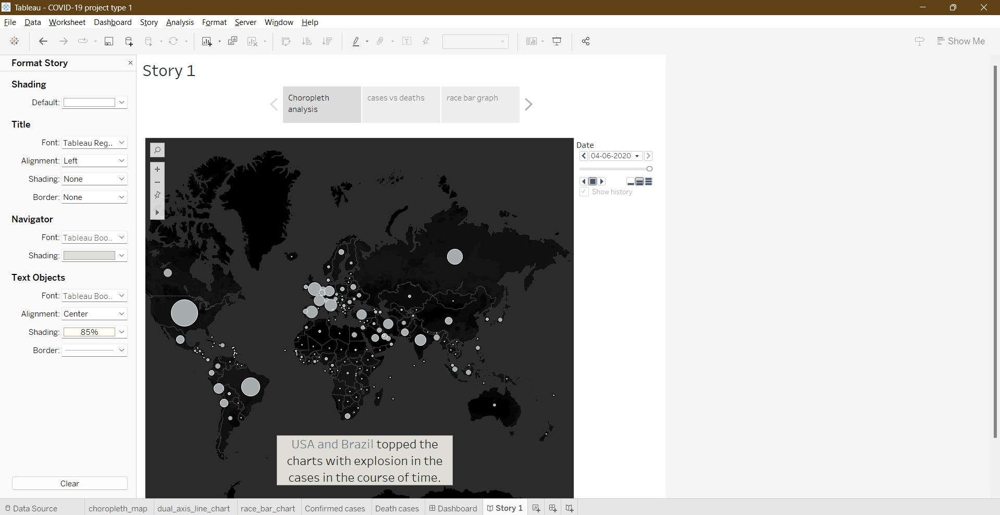 Tableau - COVID-19 project type 1
File Data Worksheet Dashboard Story Analysis Format Server Window Help
Show Me
Format Story
Shading
Default:
Title
Font: Tableau Reg..
Alignment: Left
Shading: None
Border: None
Navigator
Font: Tableau Boo..
Shading:
Text Objects
Font: Tableau Boo..
Alignment: Center
Shading: 85%
Border:
Clear
Story 1
Choropleth
analysis
cases vs deaths
race bar graph
Date
04-06-2020
Show history
USA and Brazil topped the
charts with explosion in the
cases in the course of time.
Data Source choropleth_map dual_axis_line_chart race_bar_chart Confirmed cases Death cases Dashboard Story 1